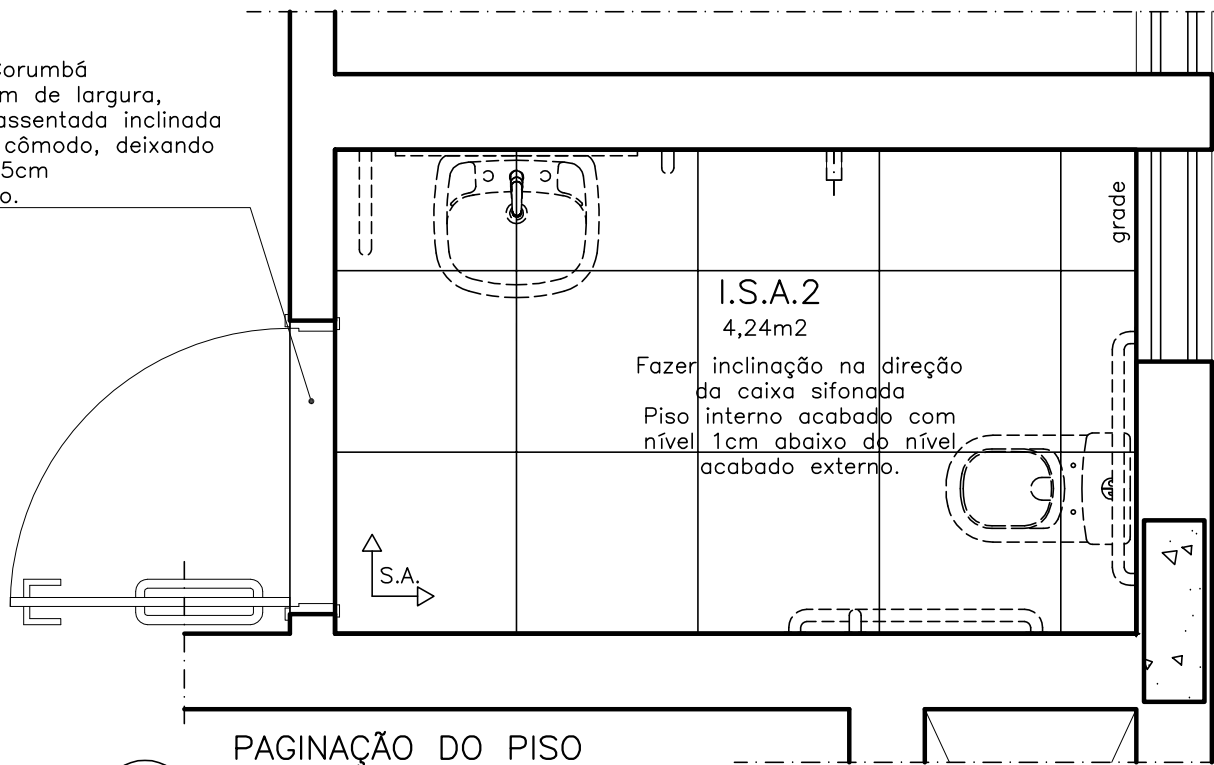 Corumbá
m de largura,
assentada inclinada
cômodo, deixando
5cm
o.
grade
I.S.A.2
4,24m2
Fazer inclinação na direção
da caixa sifonada
Piso interno acabado com
nível 1cm abaixo do nível
acabado externo.
S.A.
PAGINAÇÃO DO PISO